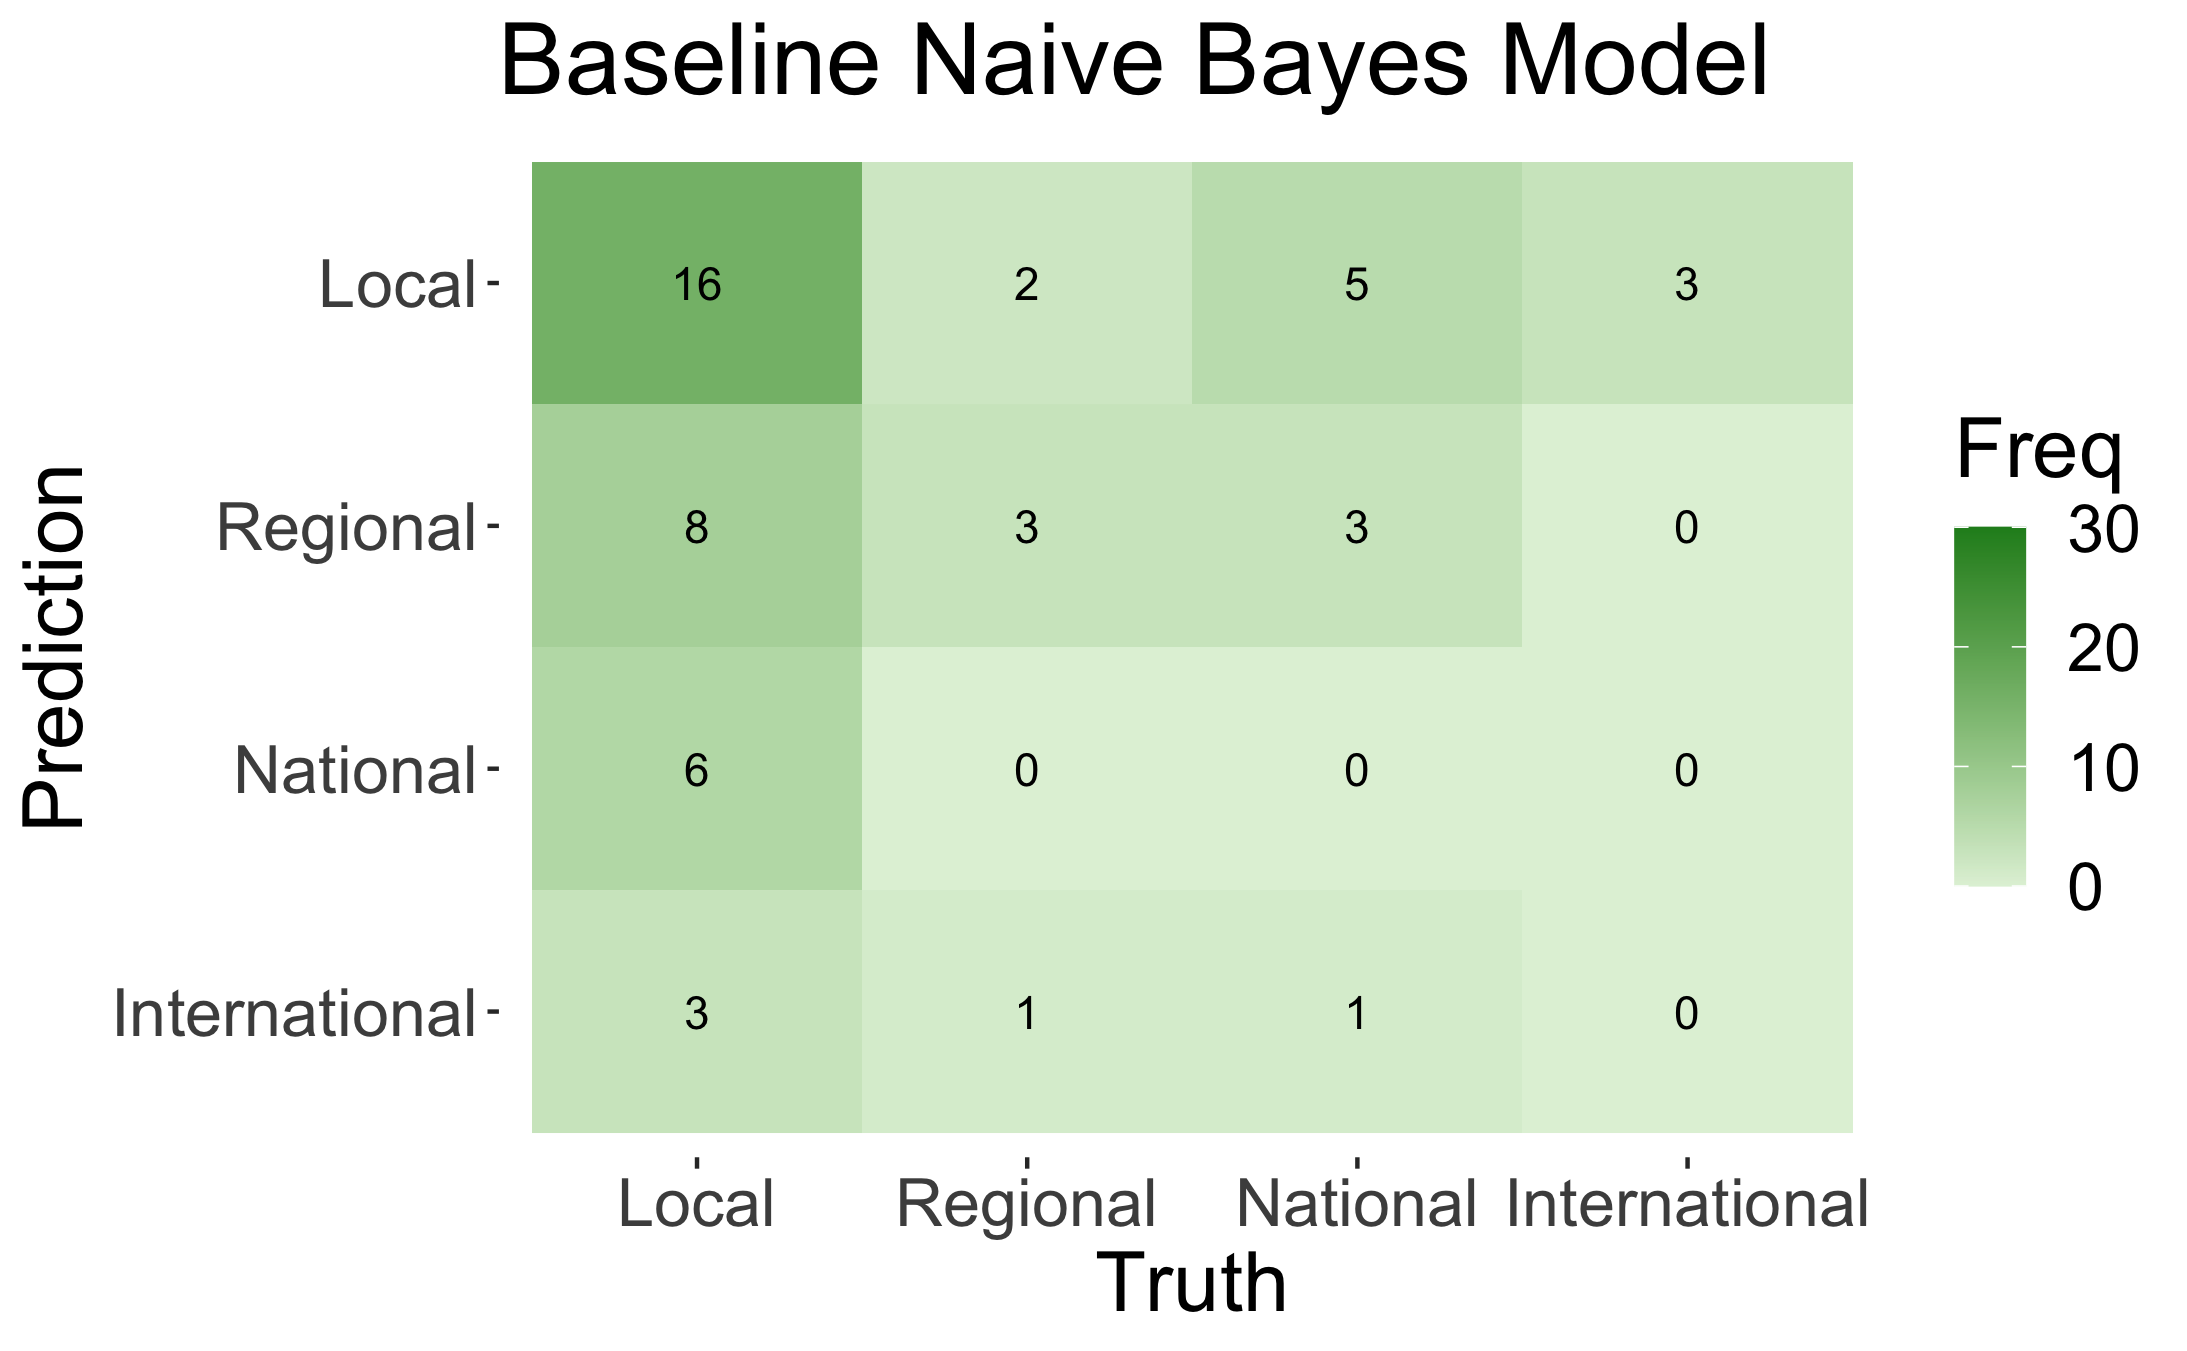 Baseline Naive Bayes Model
Prediction
Local 16 2 5 3
Regional 8 3 3 0
National 6 0 0 0
International 3 1 1 0
Local Regional National International
Truth
Freq
30
20
10
0